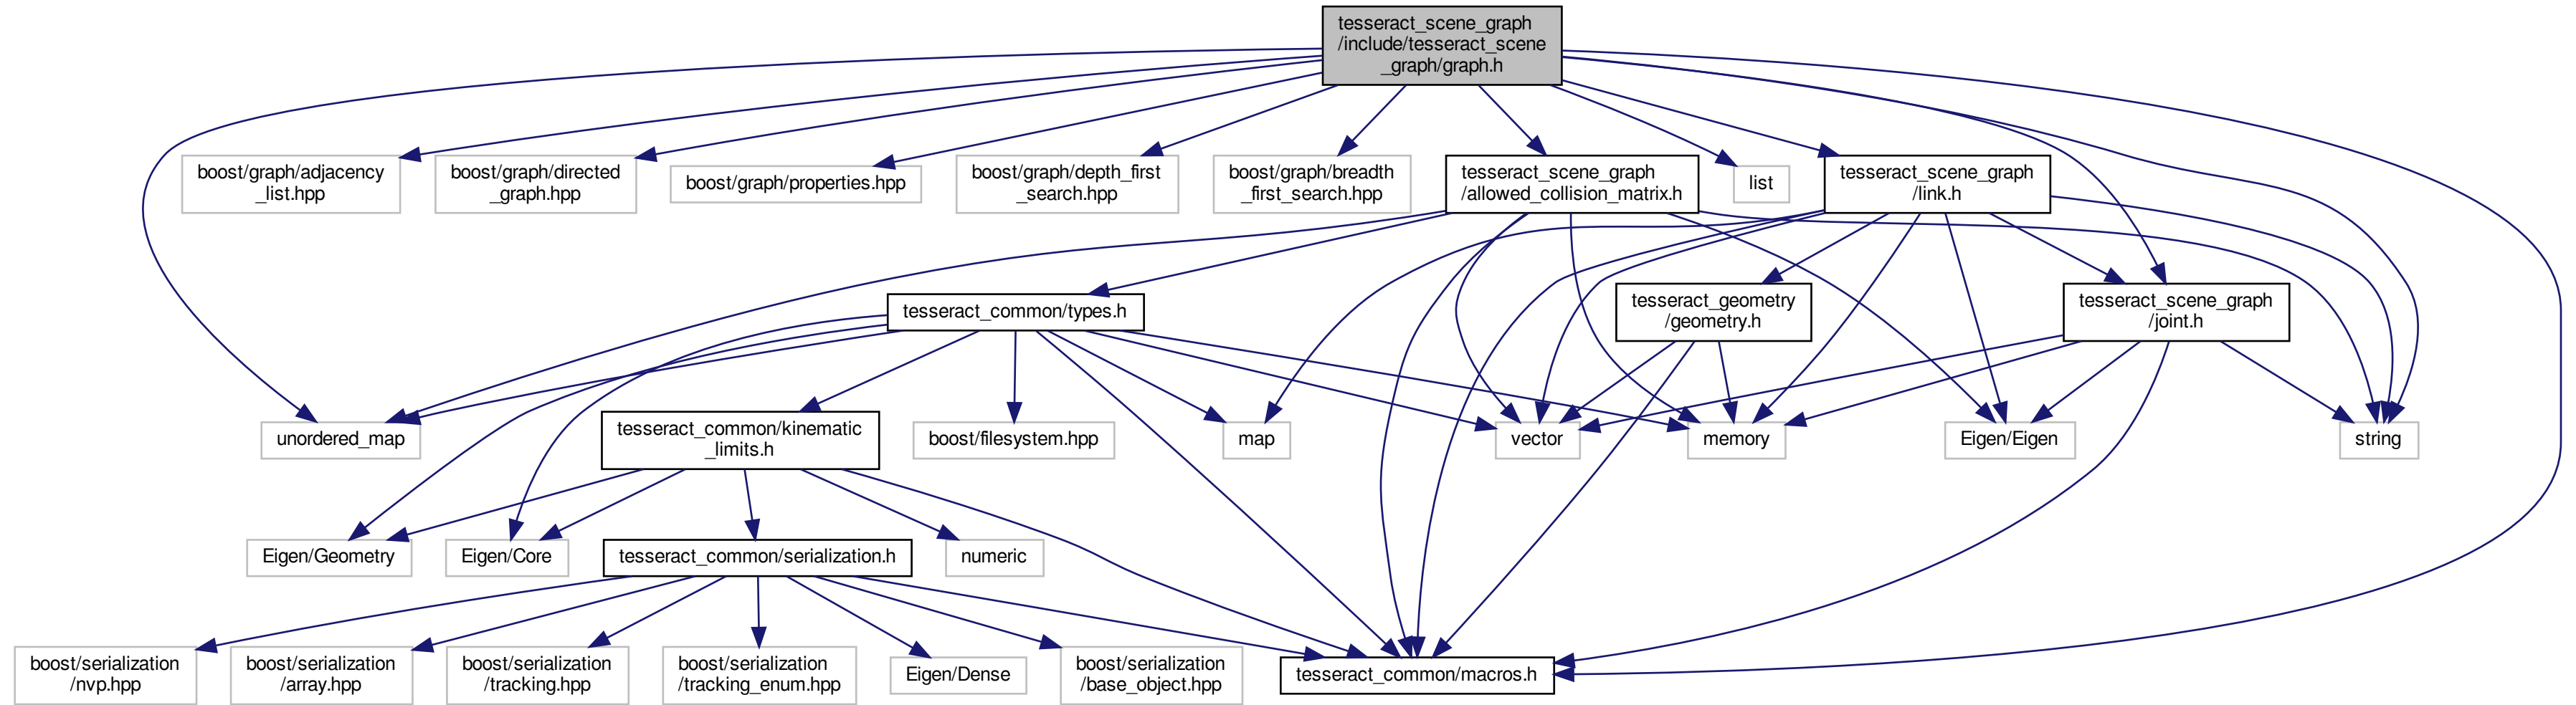 tesseract_scene_graph
/include/tesseract_scene
_graph/graph.h
boost/graph/adjacency
_list.hpp
boost/graph/directed
_graph.hpp
boost/graph/properties.hpp
boost/graph/depth_first
_search.hpp
boost/graph/breadth
_first_search.hpp
tesseract_scene_graph
/allowed_collision_matrix.h
list
tesseract_scene_graph
/link.h
tesseract_common/types.h
tesseract_geometry
/geometry.h
tesseract_scene_graph
/joint.h
unordered_map
tesseract_common/kinematic
_limits.h
boost/filesystem.hpp
map
vector
memory
Eigen/Eigen
string
Eigen/Geometry
Eigen/Core
tesseract_common/serialization.h
numeric
boost/serialization
/nvp.hpp
boost/serialization
/array.hpp
boost/serialization
/tracking.hpp
boost/serialization
/tracking_enum.hpp
Eigen/Dense
boost/serialization
/base_object.hpp
tesseract_common/macros.h